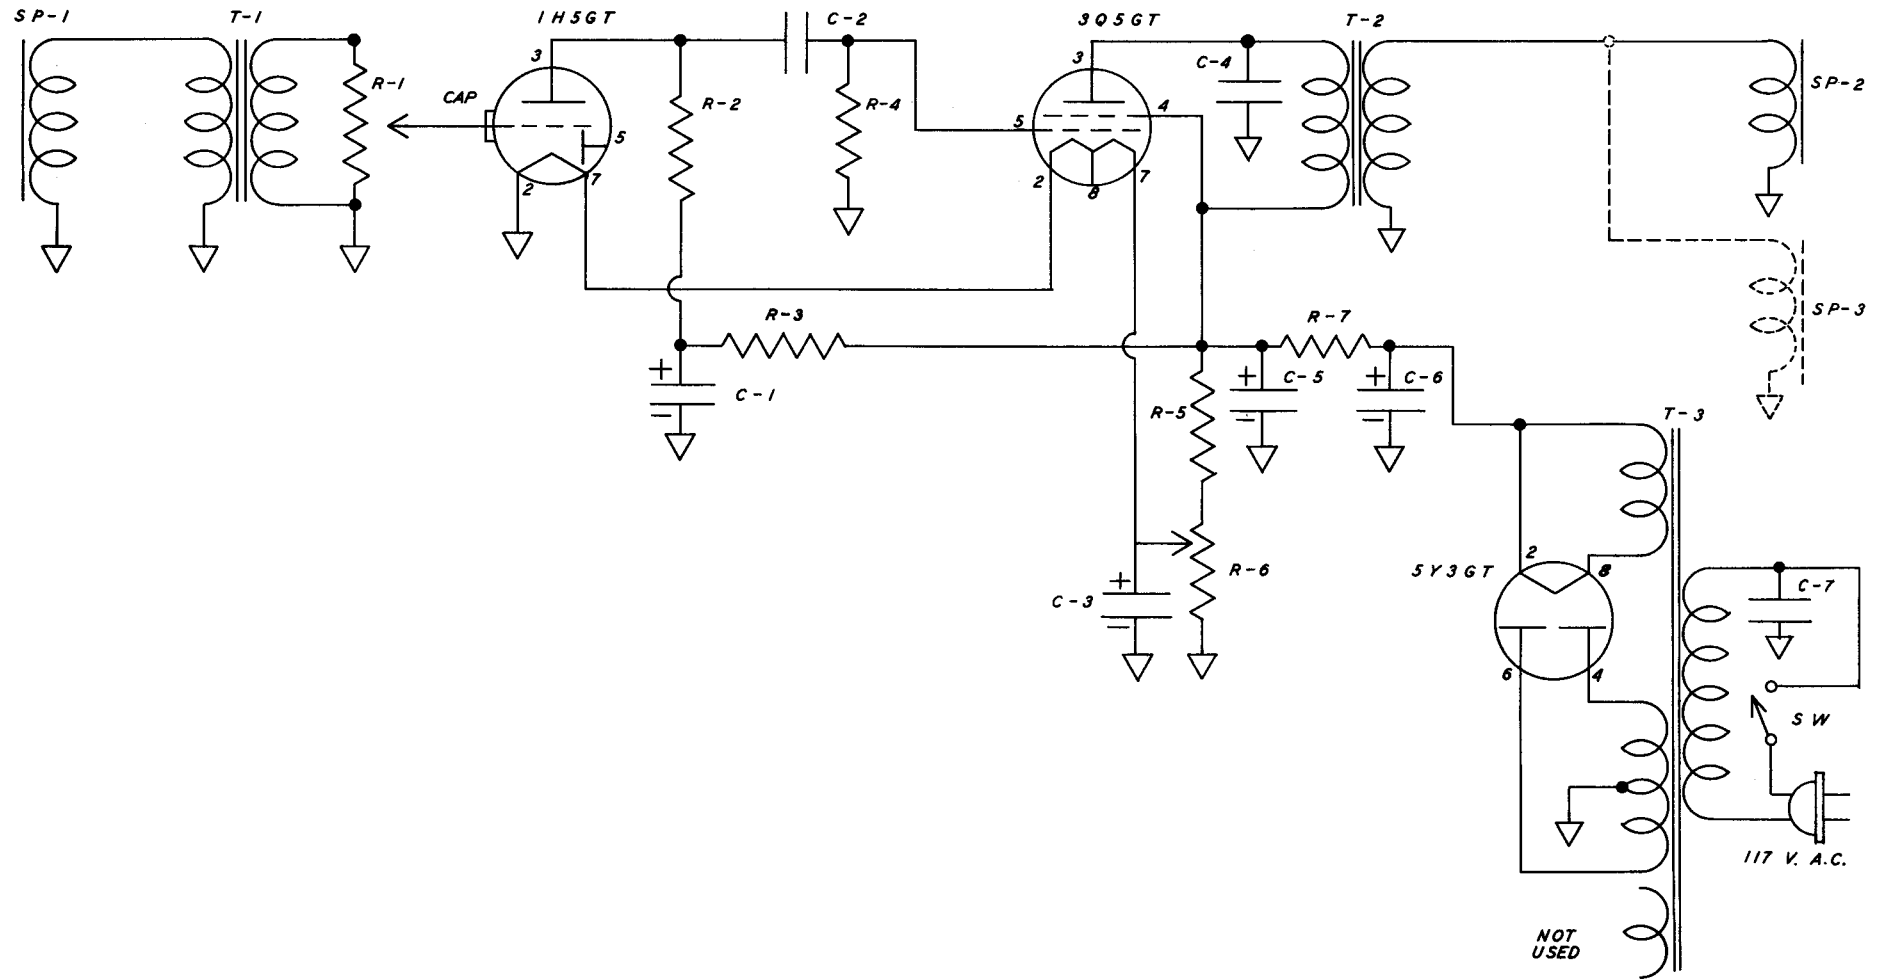 SP-1
T-1
1H5GT
C-2
3Q5GT
T-2
3
3
C-4
R-1
CAP
R-2
R-4
4
SP-2
5
5
2
7
2
8
7
R-3
R-7
SP-3
+
C-1
-
+
C-5
-
+
C-6
-
R-5
T-3
2
5Y3GT
8
R-6
+
C-3
-
C-7
6
4
SW
117 V. A.C.
NOT
USED